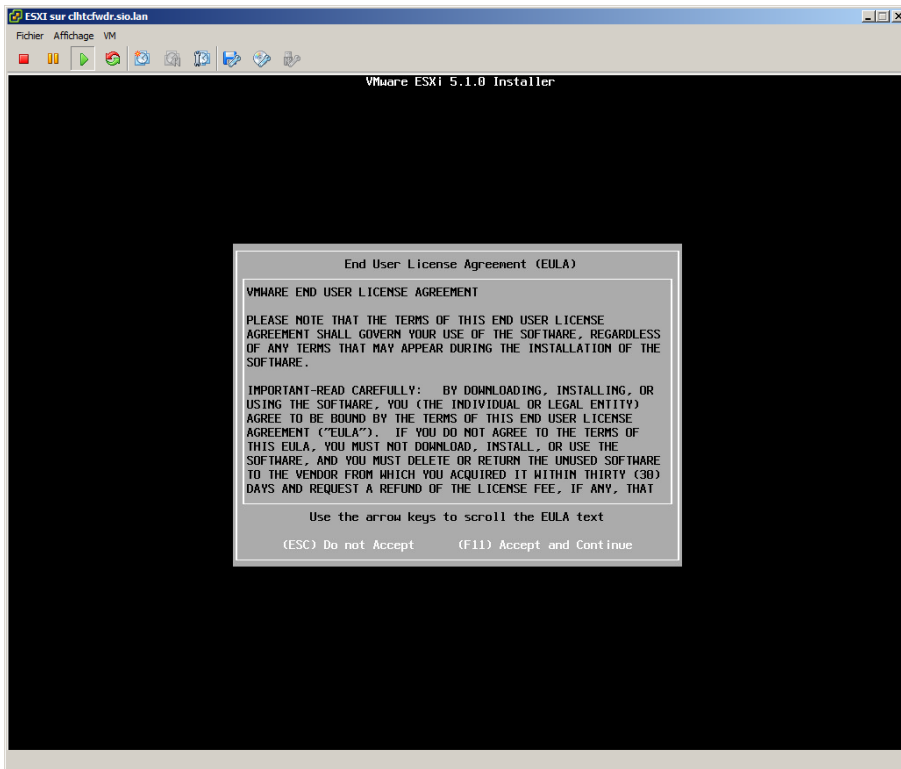 ESXI sur clhtcfwdr.sio.lan
Fichier Affichage VM
VMware ESXi 5.1.0 Installer
End User License Agreement (EULA)
VMWARE END USER LICENSE AGREEMENT
PLEASE NOTE THAT THE TERMS OF THIS END USER LICENSE
AGREEMENT SHALL GOVERN YOUR USE OF THE SOFTWARE, REGARDLESS
OF ANY TERMS THAT MAY APPEAR DURING THE INSTALLATION OF THE
SOFTWARE.
IMPORTANT-READ CAREFULLY: BY DOWNLOADING, INSTALLING, OR
USING THE SOFTWARE, YOU (THE INDIVIDUAL OR LEGAL ENTITY)
AGREE TO BE BOUND BY THE TERMS OF THIS END USER LICENSE
AGREEMENT ("EULA"). IF YOU DO NOT AGREE TO THE TERMS OF
THIS EULA, YOU MUST NOT DOWNLOAD, INSTALL, OR USE THE
SOFTWARE, AND YOU MUST DELETE OR RETURN THE UNUSED SOFTWARE
TO THE VENDOR FROM WHICH YOU ACQUIRED IT WITHIN THIRTY (30)
DAYS AND REQUEST A REFUND OF THE LICENSE FEE, IF ANY, THAT
Use the arrow keys to scroll the EULA text
(ESC) Do not Accept (F11) Accept and Continue